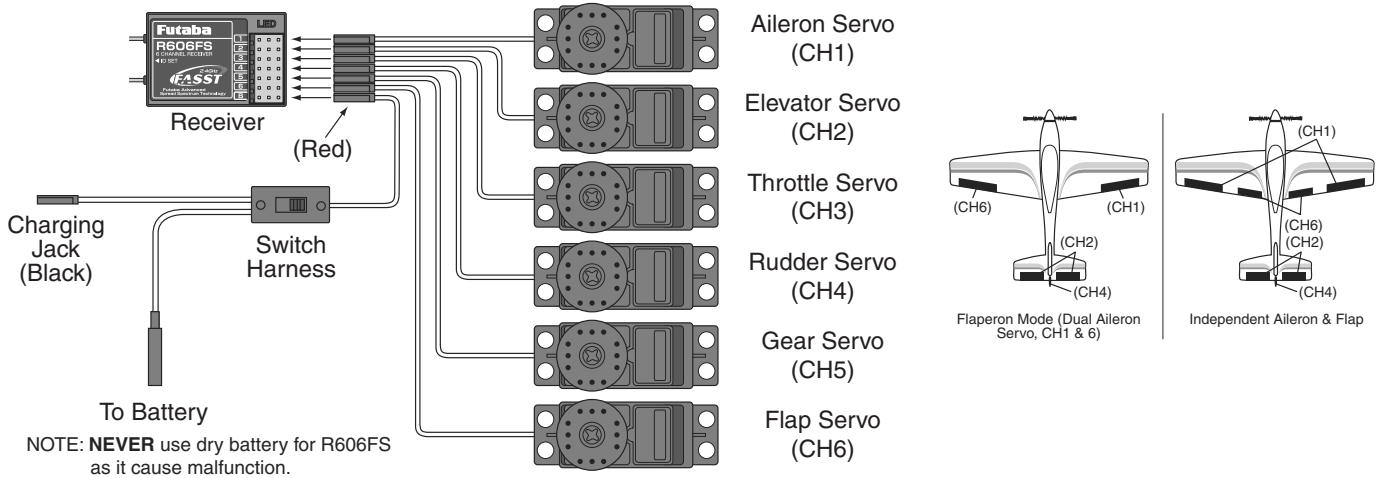 Futaba
LED
R606FS
6 CHANNEL RECEIVER
◄ID SET
2.4GHz
FASST
Futaba Advanced
Spread Spectrum Technology
1
2
3
4
5
6
B
Receiver
(Red)
Charging
Jack
(Black)
Switch
Harness
To Battery
NOTE: NEVER use dry battery for R606FS
as it cause malfunction.
Aileron Servo
(CH1)
Elevator Servo
(CH2)
Throttle Servo
(CH3)
Rudder Servo
(CH4)
Gear Servo
(CH5)
Flap Servo
(CH6)
(CH6)
(CH1)
(CH2)
(CH4)
Flaperon Mode (Dual Aileron
Servo, CH1 & 6)
(CH1)
(CH6)
(CH2)
(CH4)
Independent Aileron & Flap